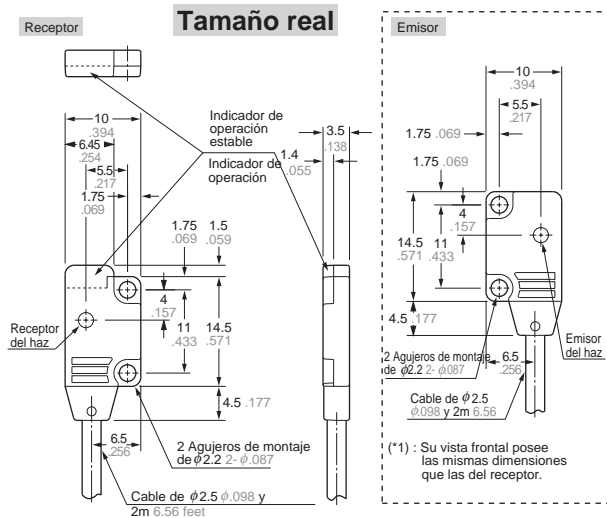 Receptor
Tamaño real
Emisor
10
.394
6.45
.254
5.5
.217
1.75
.069
Indicador de
operación
estable
Indicador de
operación
3.5
.138
1.4
.055
1.75
.069
1.5
.059
4
.157
11
.433
14.5
.571
4.5 .177
Receptor
del haz
6.5
.256
2 Agujeros de montaje
de ϕ2.2 2-ϕ.087
Cable de ϕ2.5 ϕ.098 y
2m 6.56 feet
10
.394
5.5
.217
1.75 .069
1.75 .069
4
.157
14.5
.571
11
.433
4.5 .177
2 Agujeros de montaje
de ϕ2.2 2-ϕ.087
6.5
.256
Emisor
del haz
Cable de ϕ2.5
ϕ.098 y 2m 6.56
(*1) : Su vista frontal posee
las mismas dimensiones
que las del receptor.